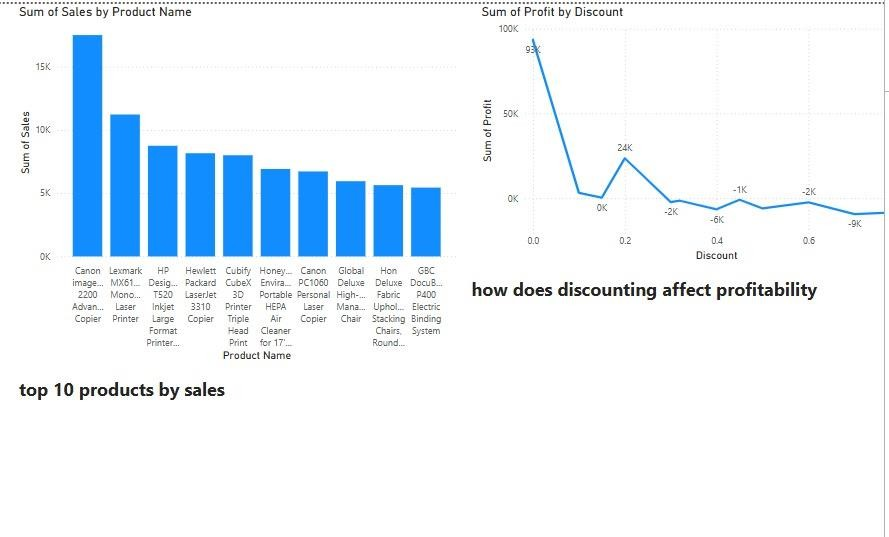 Sum of Sales by Product Name
15K
10K
5K
0K
Sum of Sales
Canon image... 2200 Advan... Copier
Lexmark MX61... Mono... Laser Printer
HP Desig... T520 Inkjet Large Format Printer...
Hewlett Packard LaserJet 3310 Copier
Cubify CubeX 3D Printer Triple Head Print
Honey... Envira... Portable HEPA Air Cleaner for 17'...
Canon PC1060 Personal Laser Copier
Global Deluxe High-... Mana... Chair
Hon Deluxe Fabric Uphol... Stacking Chairs, Round...
GBC DocuB... P400 Electric Binding System
Product Name
top 10 products by sales
Sum of Profit by Discount
100K
50K
0K
Sum of Profit
93K
0K
24K
-2K
-6K
-1K
-2K
-9K
0.0
0.2
0.4
0.6
Discount
how does discounting affect profitability